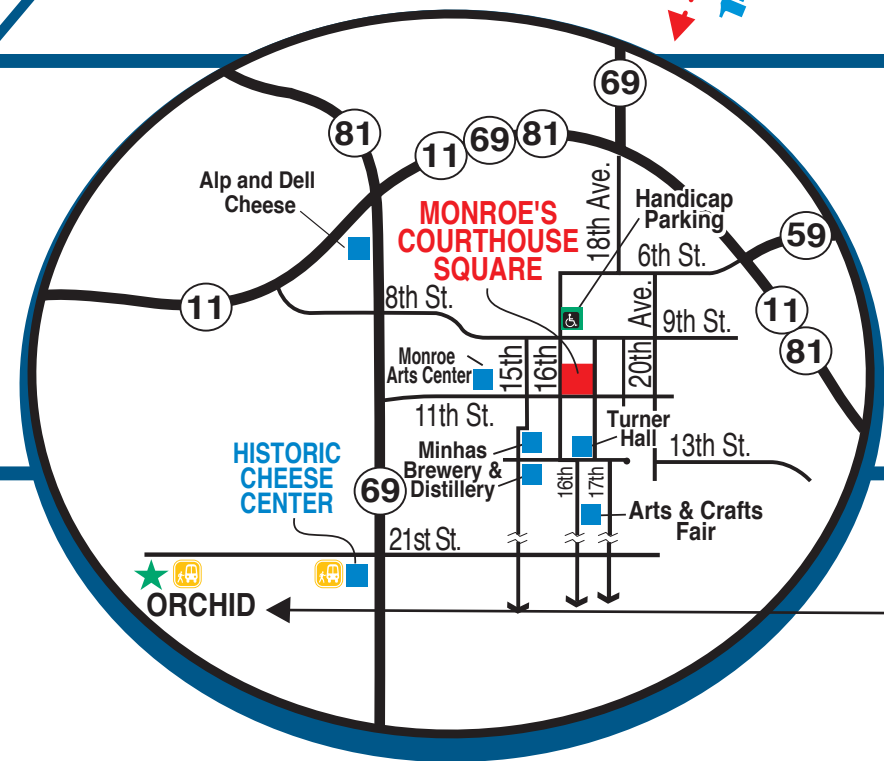 69
81
11
69
81
Alp and Dell
Cheese
MONROE'S
COURTHOUSE
SQUARE
18th Ave.
Handicap
Parking
59
6th St.
11
8th St.
20th Ave.
9th St.
11
81
Monroe
Arts Center
15th
16th
11th St.
Turner
Hall
Minhas
Brewery &
Distillery
13th St.
HISTORIC
CHEESE
CENTER
69
16th
17th
Arts & Crafts
Fair
21st St.
ORCHID